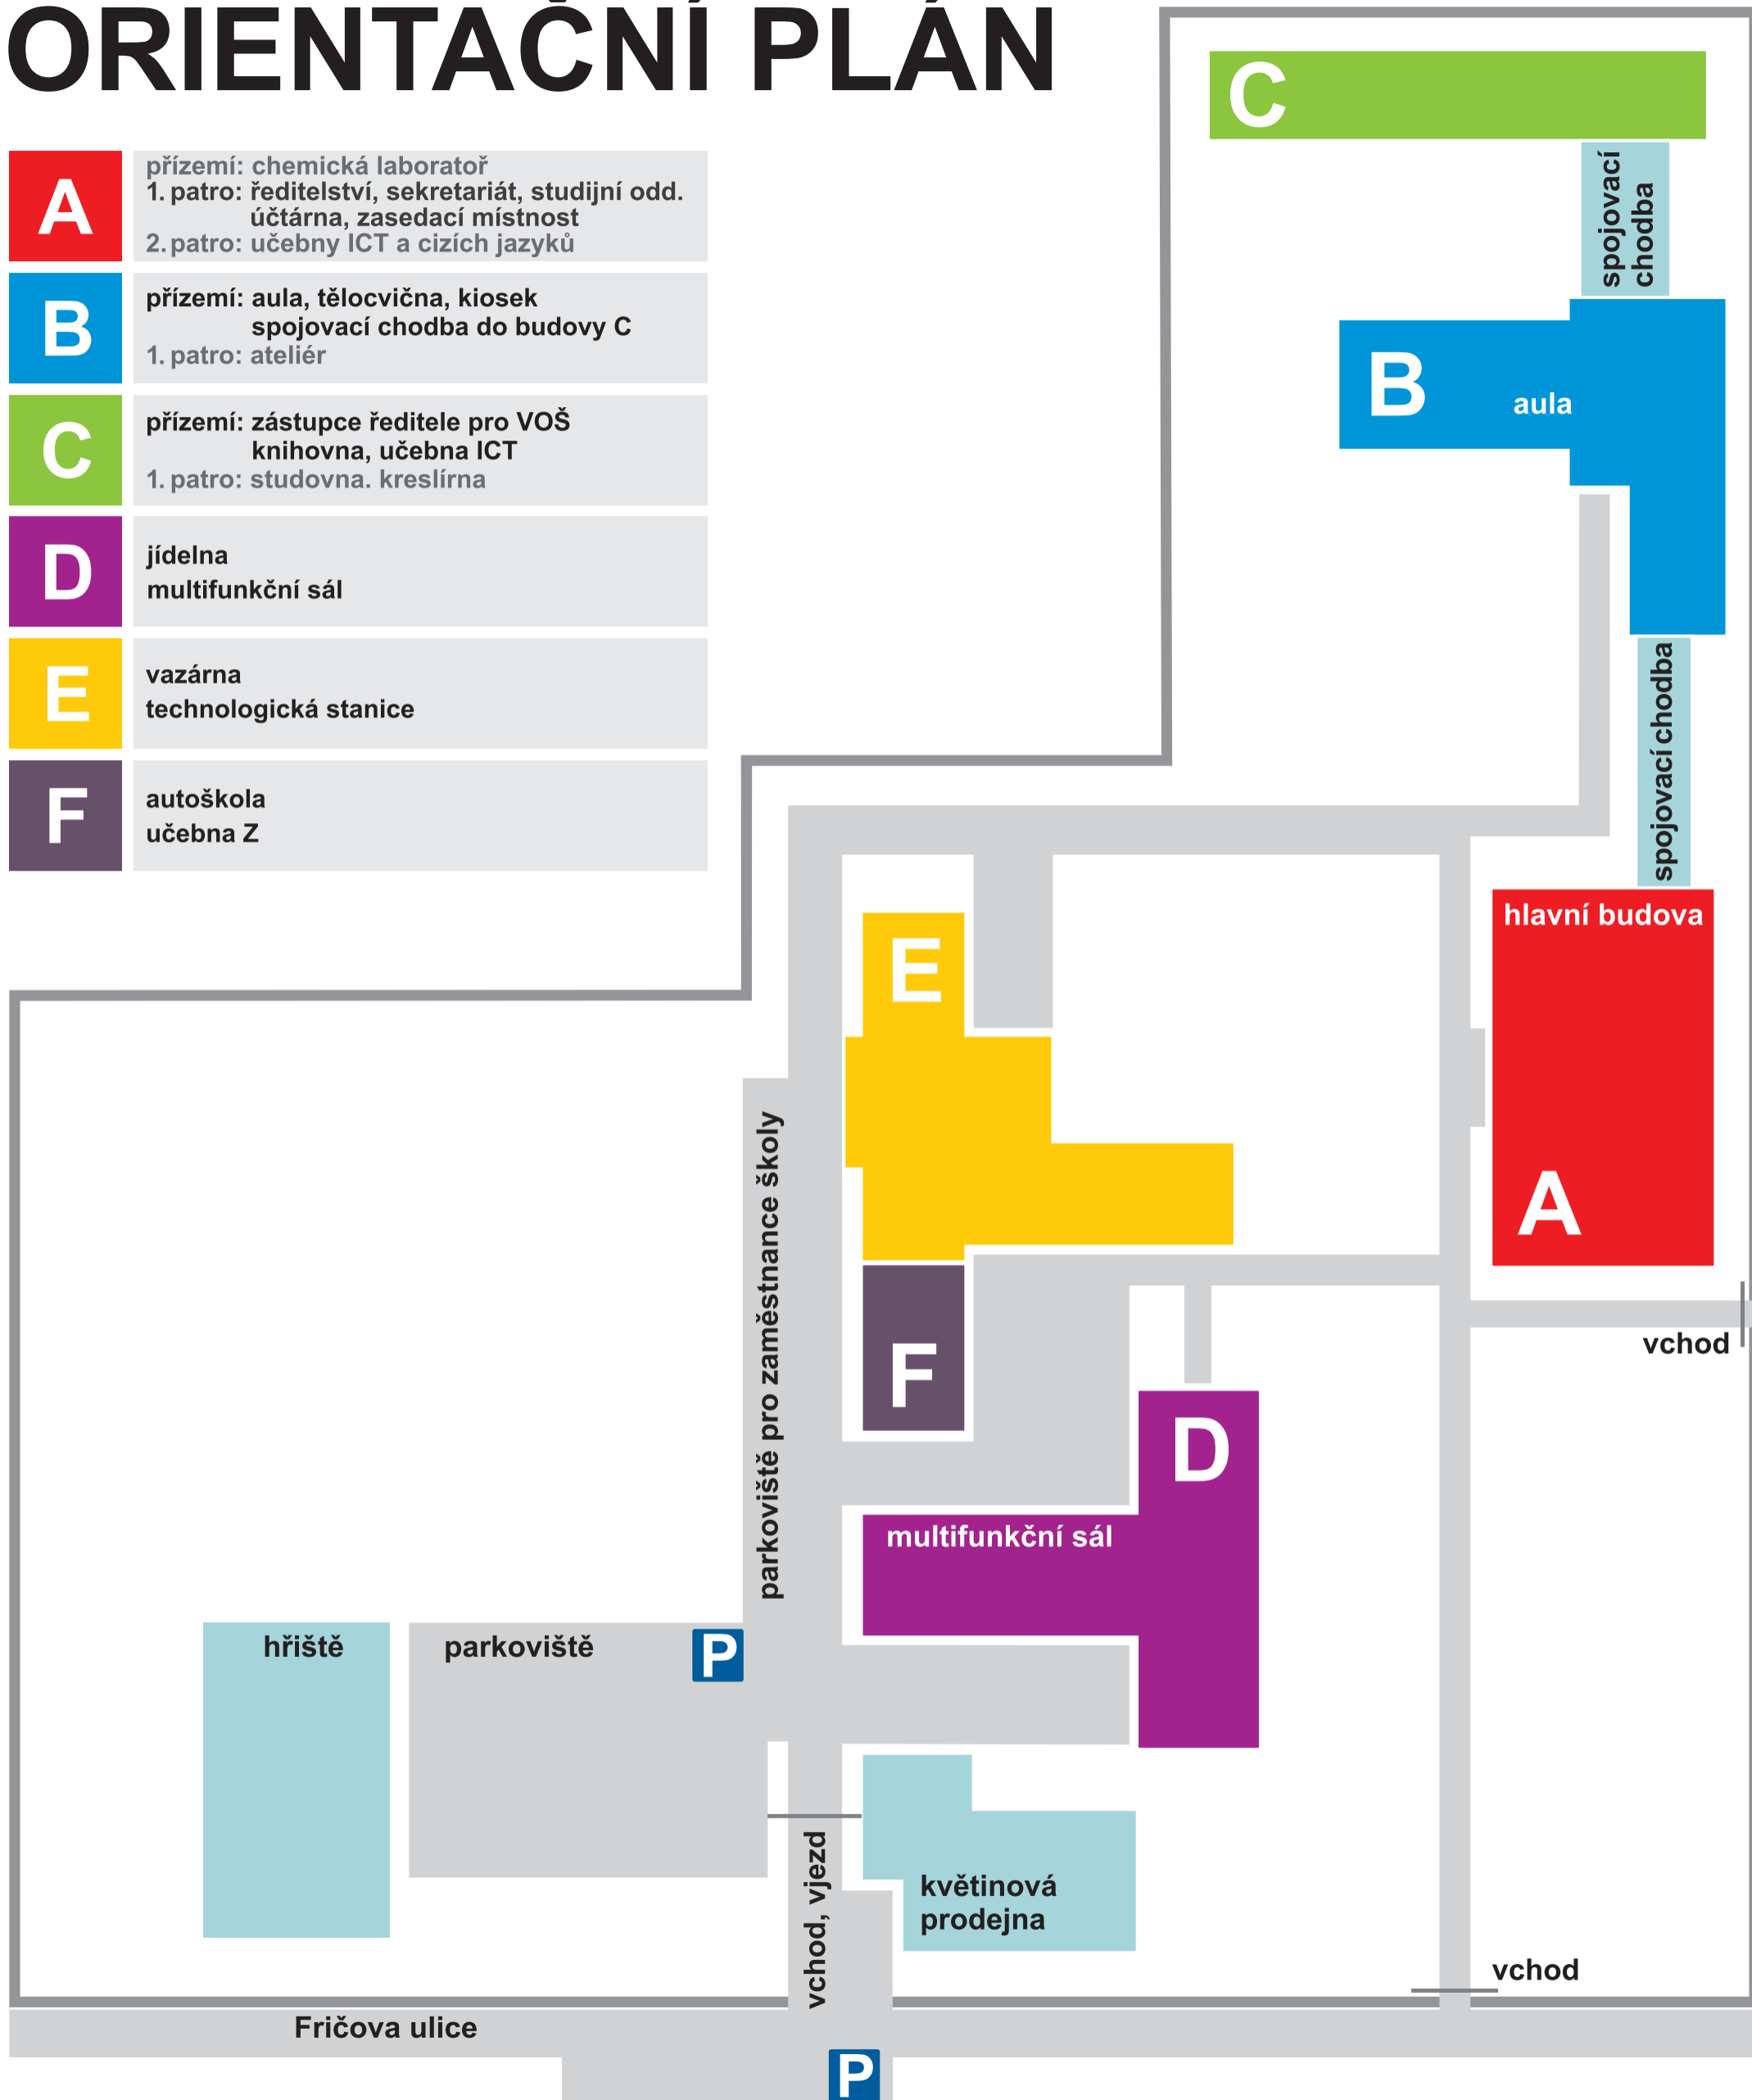 ORIENTAČNÍ PLÁN
A
přízemí: chemická laboratoř
1. patro: ředitelství, sekretariát, studijní odd.
účtárna, zasedací místnost
2. patro: učebny ICT a cizích jazyků
B
přízemí: aula, tělocvična, kiosek
spojovací chodba do budovy C
1. patro: ateliér
C
přízemí: zástupce ředitele pro VOŠ
knihovna, učebna ICT
1. patro: studovna. kreslírna
D
jídelna
multifunkční sál
E
vazárna
technologická stanice
F
autoškola
učebna Z
C
spojovací
chodba
B
aula
spojovací chodba
hlavní budova
A
E
parkoviště pro zaměstnance školy
F
vchod
D
multifunkční sál
hřiště
parkoviště
P
vchod, vjezd
květinová
prodejna
vchod
Fričova ulice
P